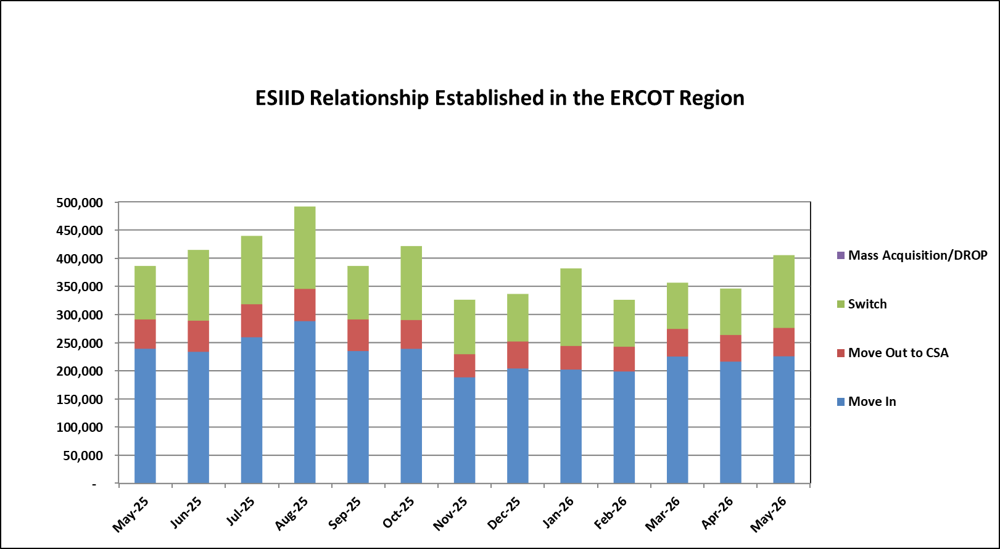 ESIID Relationship Established in the ERCOT Region
500,000
450,000
400,000
350,000
300,000
250,000
200,000
150,000
100,000
50,000
-
May-25
Jun-25
Jul-25
Aug-25
Sep-25
Oct-25
Nov-25
Dec-25
Jan-26
Feb-26
Mar-26
Apr-26
May-26
Mass Acquisition/DROP
Switch
Move Out to CSA
Move In